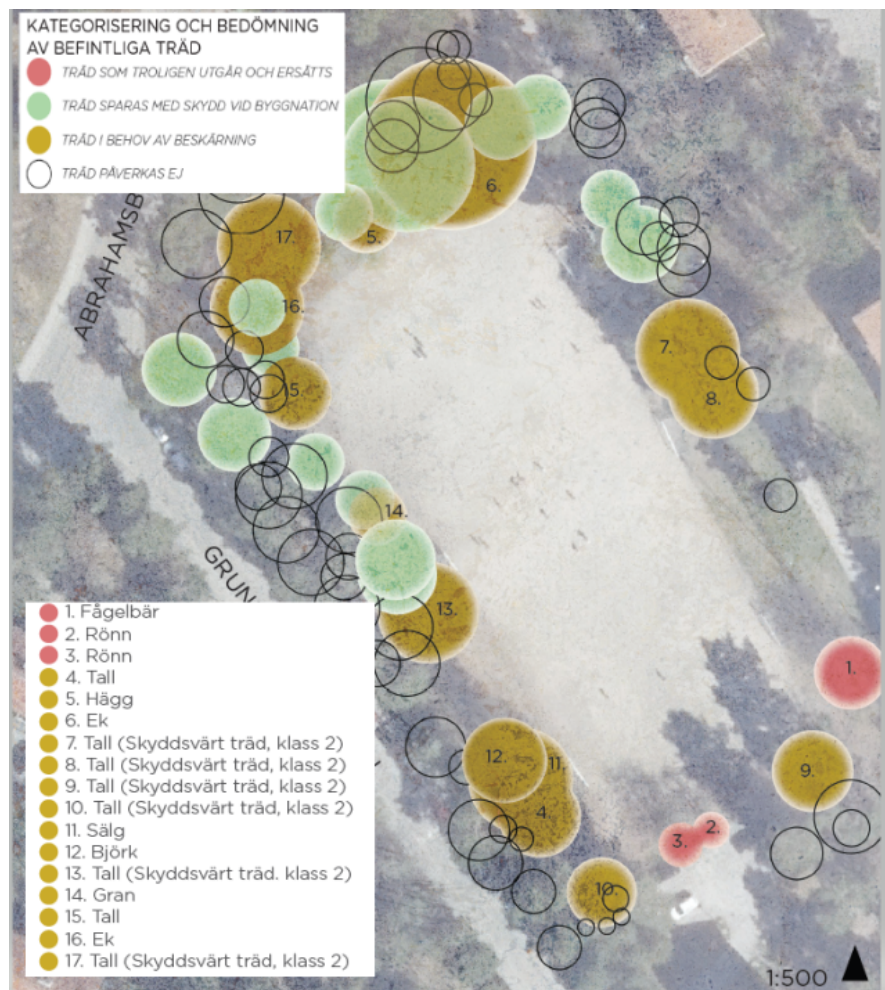 KATEGORISERING OCH BEDÖMNING
AV BEFINTLIGA TRÄD
TRÄD SOM TROLIGEN UTGÅR OCH ERSÄTTS
TRÄD SPARAS MED SKYDD VID BYGGNATION
TRÄD I BEHOV AV BESKÄRNING
TRÄD PÅVERKAS EJ
ABRAHAMSB
6.
5.
17.
16.
15.
7.
8.
14.
GRUN
13.
1.
12.
11.
4.
9.
2.
3.
10.
1. Fågelbär
2. Rönn
3. Rönn
4. Tall
5. Hägg
6. Ek
7. Tall (Skyddsvärt träd, klass 2)
8. Tall (Skyddsvärt träd, klass 2)
9. Tall (Skyddsvärt träd, klass 2)
10. Tall (Skyddsvärt träd, klass 2)
11. Sälg
12. Björk
13. Tall (Skyddsvärt träd. klass 2)
14. Gran
15. Tall
16. Ek
17. Tall (Skyddsvärt träd, klass 2)
1:500